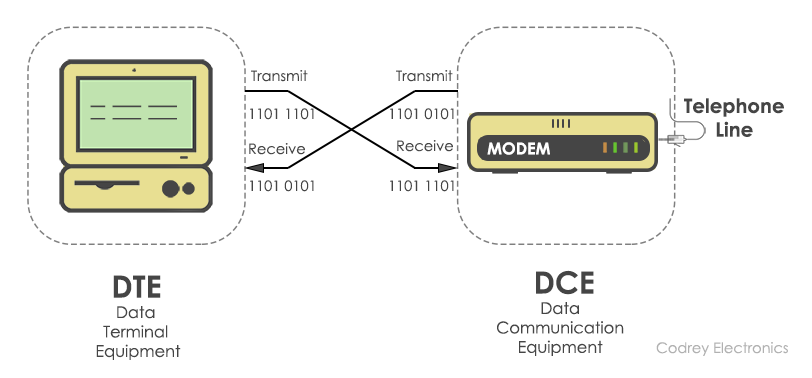 Transmit
Transmit
1101 1101
1101 0101
Receive
Receive
1101 0101
1101 1101
MODEM
Telephone
Line
DTE
Data
Terminal
Equipment
DCE
Data
Communication
Equipment
Codrey Electronics